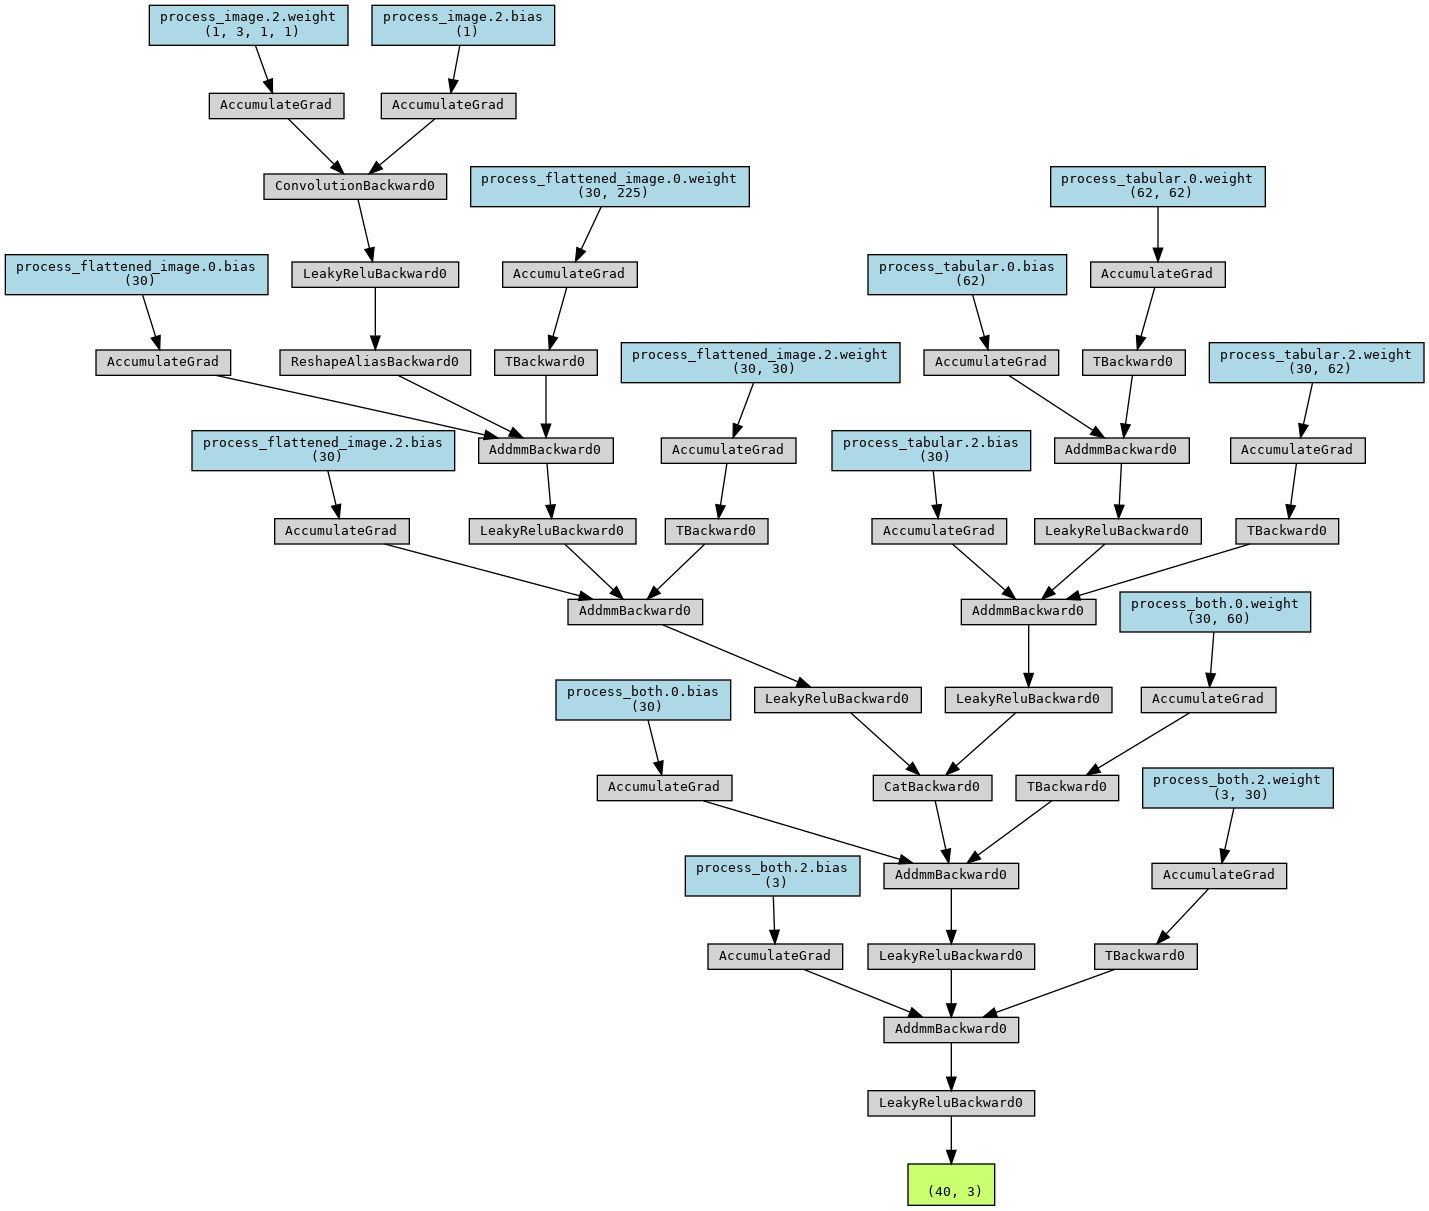 process_image.2.weight
(1, 3, 1, 1)
process_image.2.bias
(1)
AccumulateGrad
AccumulateGrad
ConvolutionBackward0
process_flattened_image.0.weight
(30, 225)
process_tabular.0.weight
(62, 62)
process_flattened_image.0.bias
(30)
LeakyReluBackward0
AccumulateGrad
process_tabular.0.bias
(62)
AccumulateGrad
AccumulateGrad
ReshapeAliasBackward0
TBackward0
process_flattened_image.2.weight
(30, 30)
AccumulateGrad
TBackward0
process_tabular.2.weight
(30, 62)
process_flattened_image.2.bias
(30)
AddmmBackward0
AccumulateGrad
process_tabular.2.bias
(30)
AddmmBackward0
AccumulateGrad
AccumulateGrad
LeakyReluBackward0
TBackward0
AccumulateGrad
LeakyReluBackward0
TBackward0
AddmmBackward0
AddmmBackward0
process_both.0.weight
(30, 60)
process_both.0.bias
(30)
LeakyReluBackward0
LeakyReluBackward0
AccumulateGrad
AccumulateGrad
CatBackward0
TBackward0
process_both.2.weight
(3, 30)
process_both.2.bias
(3)
AddmmBackward0
AccumulateGrad
AccumulateGrad
LeakyReluBackward0
TBackward0
AddmmBackward0
LeakyReluBackward0
(40, 3)